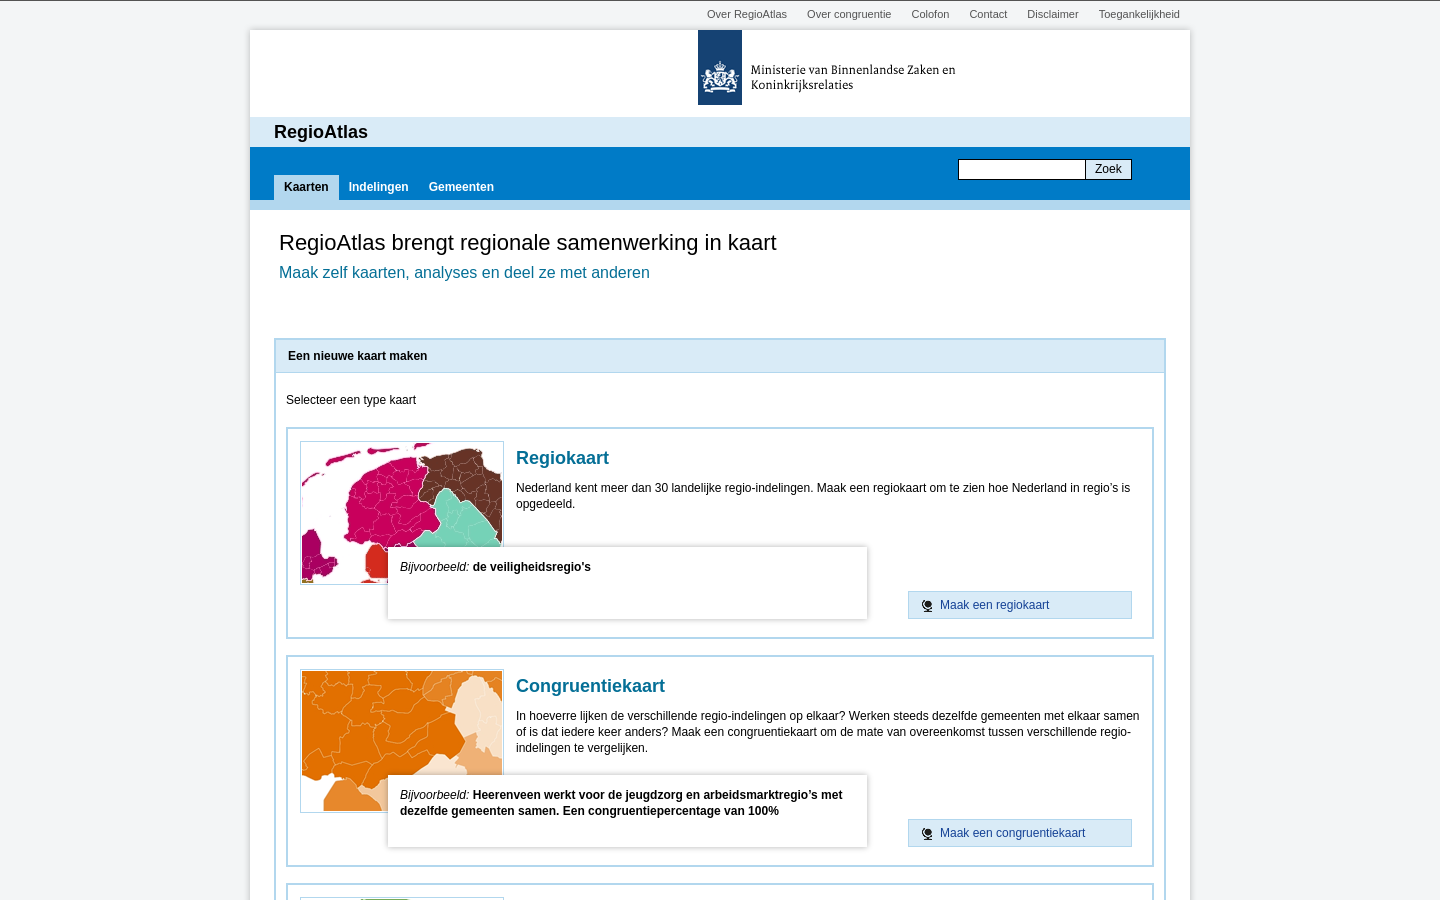 Over RegioAtlas Over congruentie Colofon Contact Disclaimer Toegankelijkheid
Ministerie van Binnenlandse Zaken en
Koninkrijksrelaties
RegioAtlas
Zoek
Kaarten Indelingen Gemeenten
RegioAtlas brengt regionale samenwerking in kaart
Maak zelf kaarten, analyses en deel ze met anderen
Een nieuwe kaart maken
Selecteer een type kaart
Regiokaart
Nederland kent meer dan 30 landelijke regio-indelingen. Maak een regiokaart om te zien hoe Nederland in regio’s is
opgedeeld.
Bijvoorbeeld: de veiligheidsregio's
Maak een regiokaart
Congruentiekaart
In hoeverre lijken de verschillende regio-indelingen op elkaar? Werken steeds dezelfde gemeenten met elkaar samen
of is dat iedere keer anders? Maak een congruentiekaart om de mate van overeenkomst tussen verschillende regio-
indelingen te vergelijken.
Bijvoorbeeld: Heerenveen werkt voor de jeugdzorg en arbeidsmarktregio’s met
dezelfde gemeenten samen. Een congruentiepercentage van 100%
Maak een congruentiekaart